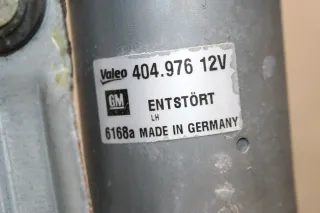 Valeo 404.976 12V
GM ENTSTÖRT
LH
6168a MADE IN GERMANY